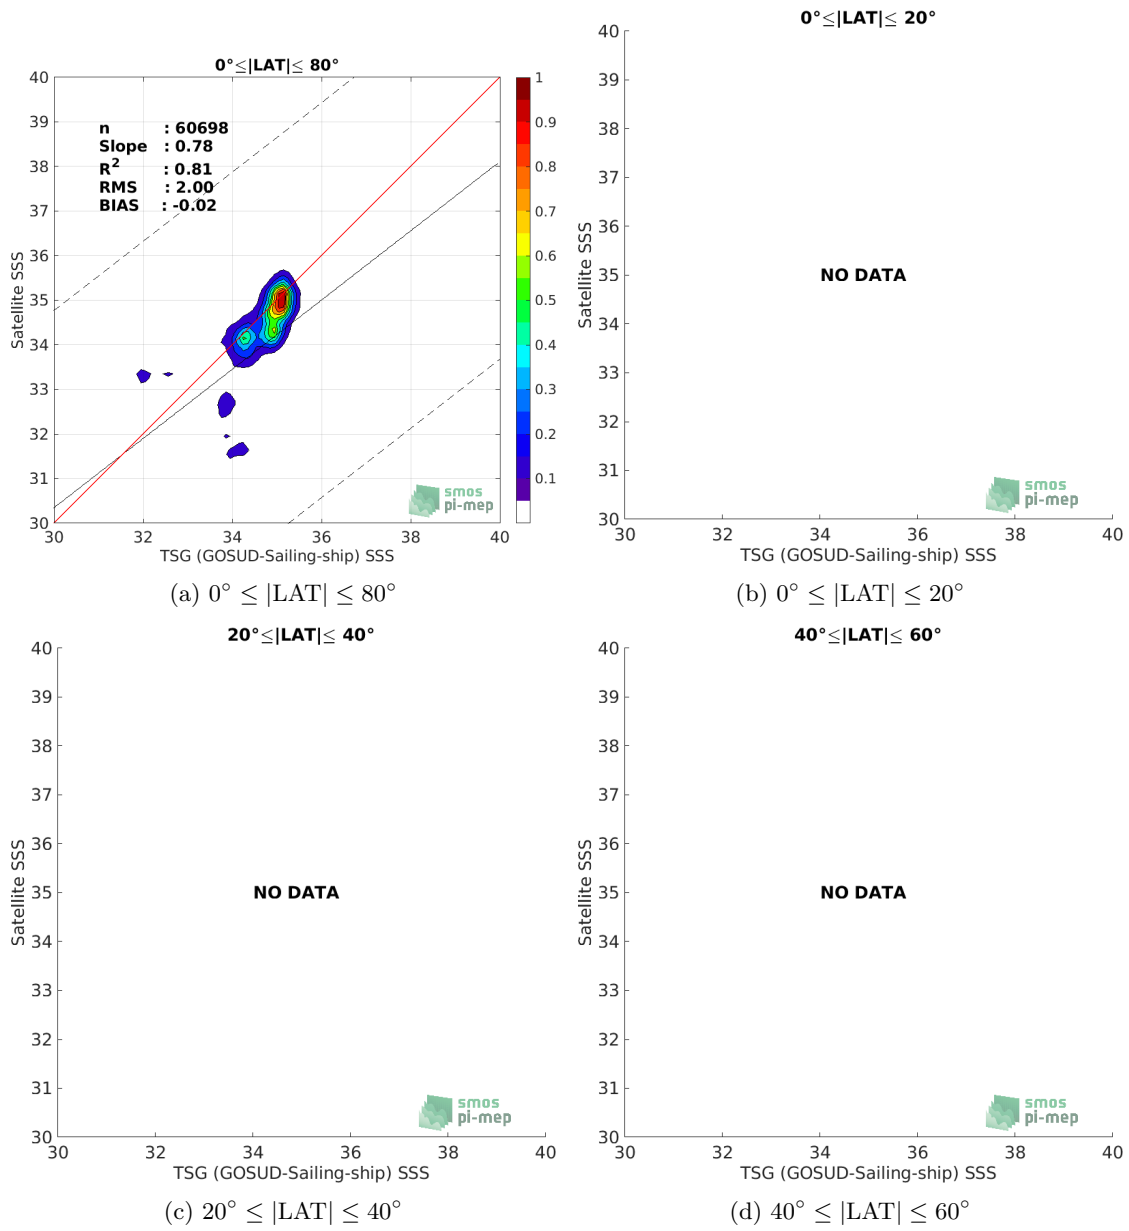 0°≤|LAT|≤ 80°
40
39
38
37
36
35
34
33
32
31
30
Satellite SSS
n : 60698
Slope : 0.78
R² : 0.81
RMS : 2.00
BIAS : -0.02
1
0.9
0.8
0.7
0.6
0.5
0.4
0.3
0.2
0.1
smos
pi-mep
30 32 34 36 38 40
TSG (GOSUD-Sailing-ship) SSS
(a) 0° ≤ |LAT| ≤ 80°
0°≤|LAT|≤ 20°
40
39
38
37
36
35
34
33
32
31
30
Satellite SSS
NO DATA
smos
pi-mep
30 32 34 36 38 40
TSG (GOSUD-Sailing-ship) SSS
(b) 0° ≤ |LAT| ≤ 20°
20°≤|LAT|≤ 40°
40
39
38
37
36
35
34
33
32
31
30
Satellite SSS
NO DATA
smos
pi-mep
30 32 34 36 38 40
TSG (GOSUD-Sailing-ship) SSS
(c) 20° ≤ |LAT| ≤ 40°
40°≤|LAT|≤ 60°
40
39
38
37
36
35
34
33
32
31
30
Satellite SSS
NO DATA
smos
pi-mep
30 32 34 36 38 40
TSG (GOSUD-Sailing-ship) SSS
(d) 40° ≤ |LAT| ≤ 60°